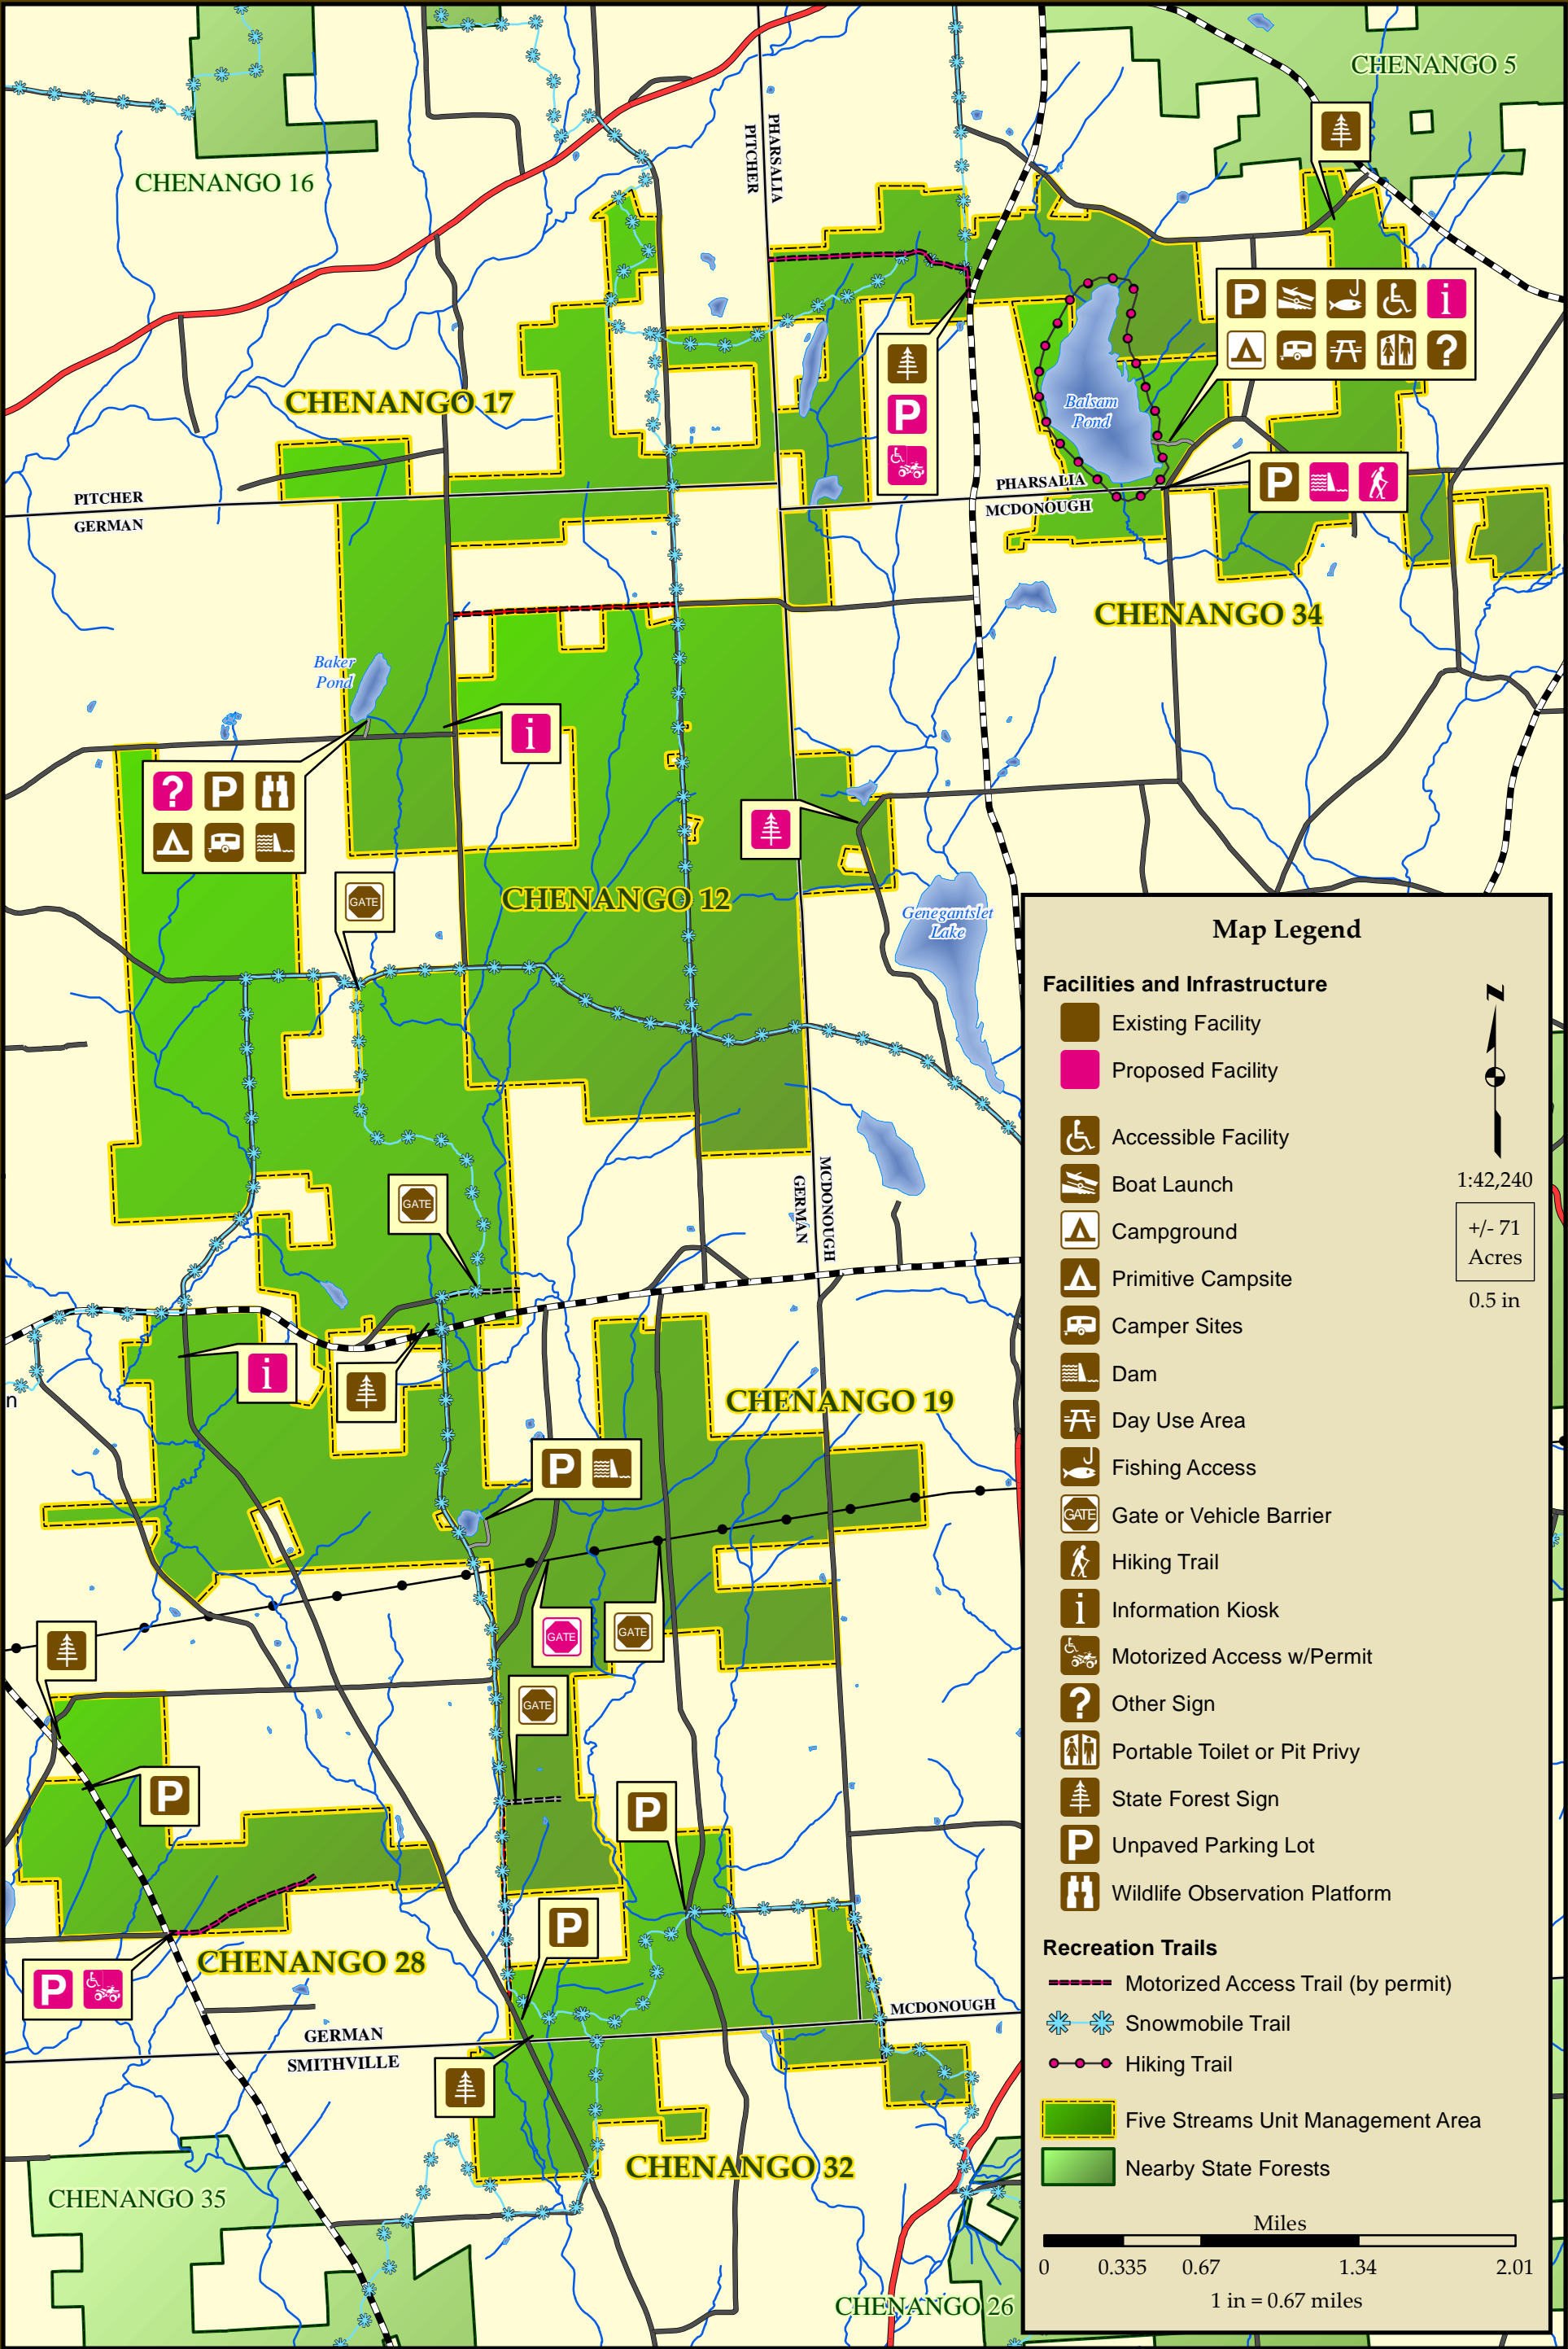 CHENANGO 5
CHENANGO 16
PITCHER
PHARSALIA
P
i
?
CHENANGO 17
Balsam
Pond
P
PITCHER
GERMAN
PHARSALIA
MCDONOUGH
P
CHENANGO 34
Baker
Pond
i
? P
CHENANGO 12
GATE
Genegantslet
Lake
GATE
GERMAN
MCDONOUGH
i
n
CHENANGO 19
P
GATE
GATE
GATE
P
P
P
P
CHENANGO 28
GERMAN
SMITHVILLE
MCDONOUGH
CHENANGO 32
CHENANGO 35
CHENANGO 26
Map Legend
Facilities and Infrastructure
Existing Facility
Proposed Facility
Accessible Facility
Boat Launch
Campground
Primitive Campsite
Camper Sites
Dam
Day Use Area
Fishing Access
GATE Gate or Vehicle Barrier
Hiking Trail
i Information Kiosk
Motorized Access w/Permit
? Other Sign
Portable Toilet or Pit Privy
State Forest Sign
P Unpaved Parking Lot
Wildlife Observation Platform
N
1:42,240
+/- 71
Acres
0.5 in
Recreation Trails
Motorized Access Trail (by permit)
Snowmobile Trail
Hiking Trail
Five Streams Unit Management Area
Nearby State Forests
Miles
0 0.335 0.67 1.34 2.01
1 in = 0.67 miles